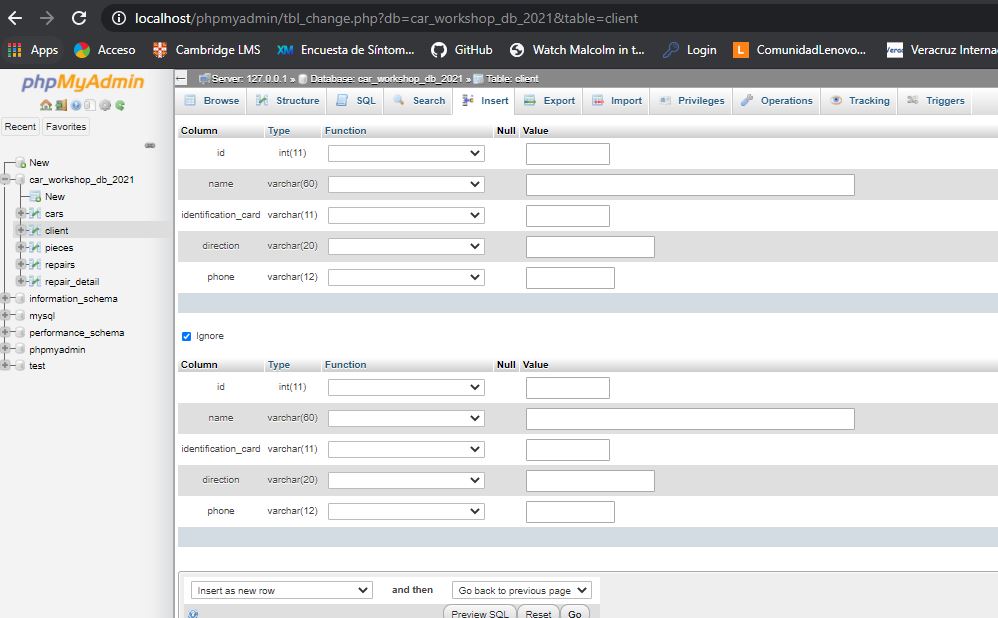 localhost/phpmyadmin/tbl_change.php?db=car_workshop_db_2021&table=client
Apps Acceso Cambridge LMS XM Encuesta de Síntom... GitHub Watch Malcolm in t... Login L ComunidadLenovo... Veracruz Interna
phpMyAdmin
Recent Favorites
New
car_workshop_db_2021
New
cars
client
pieces
repairs
repair_detail
information_schema
mysql
performance_schema
phpmyadmin
test
Server: 127.0.0.1 » Database: car_workshop_db_2021 » Table: client
Browse Structure SQL Search Insert Export Import Privileges Operations Tracking Triggers
Column Type Function Null Value
id int(11)
name varchar(60)
identification_card varchar(11)
direction varchar(20)
phone varchar(12)
Ignore
Column Type Function Null Value
id int(11)
name varchar(60)
identification_card varchar(11)
direction varchar(20)
phone varchar(12)
Insert as new row and then Go back to previous page
Preview SQL Reset Go